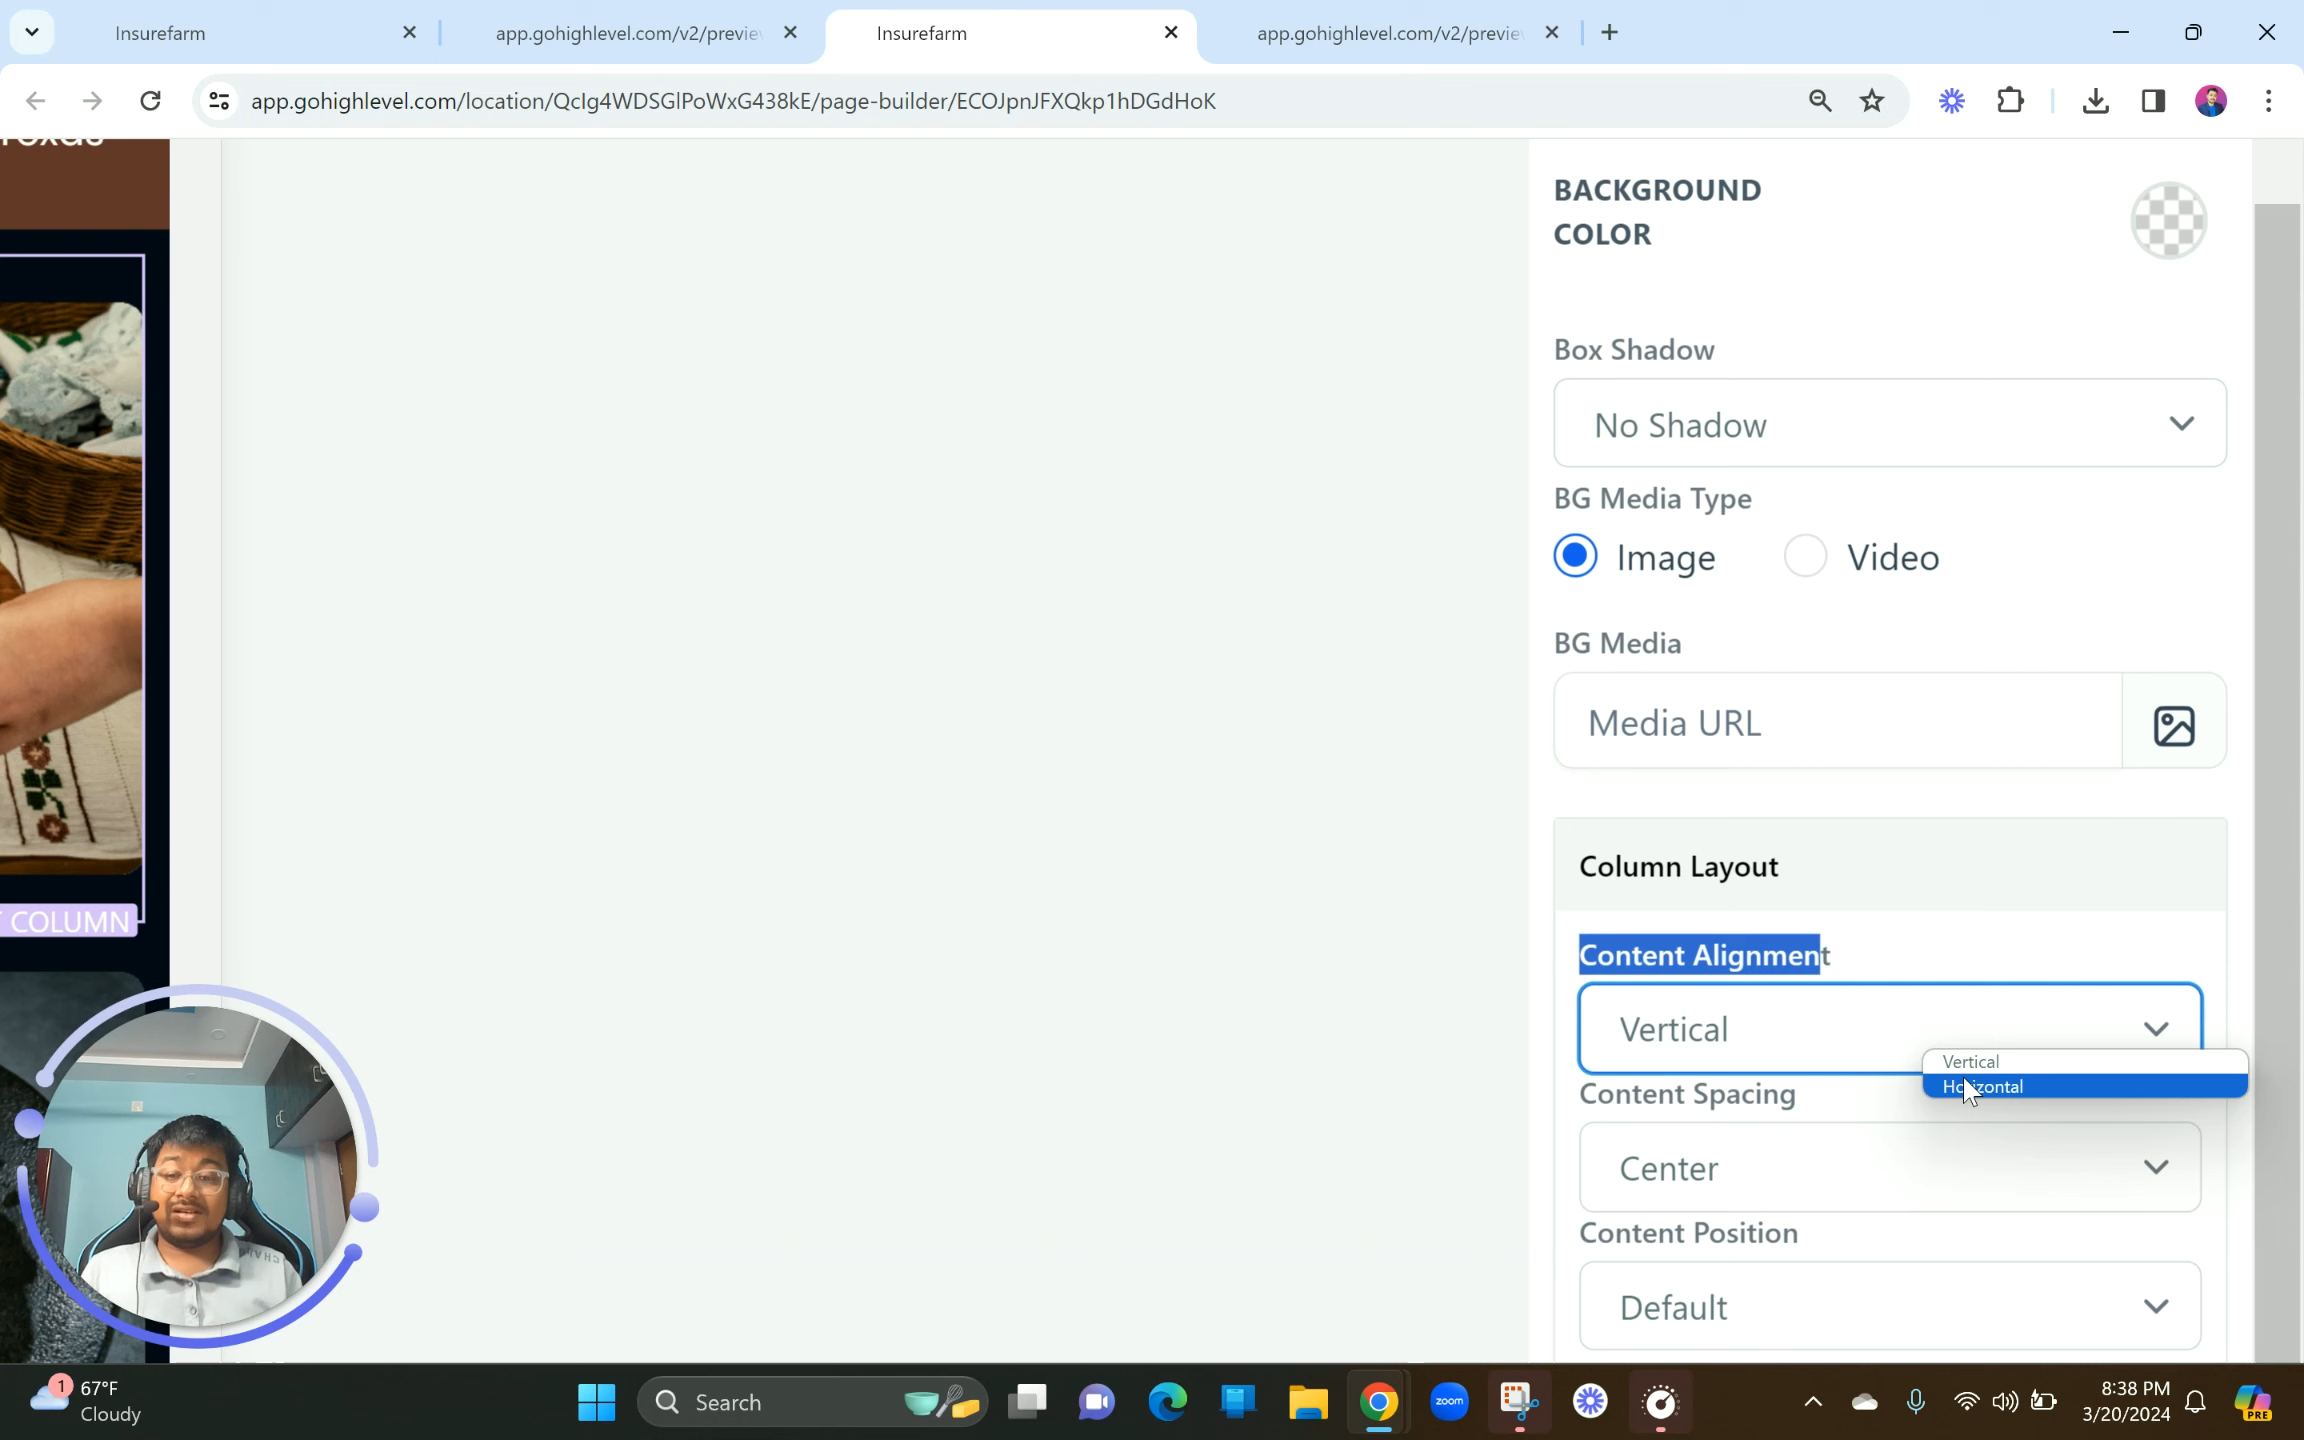 Insurefarm
app.gohighlevel.com/v2/previe
Insurefarm
app.gohighlevel.com/v2/previe
app.gohighlevel.com/location/QcIg4WDSGlPoWxG438kE/page-builder/ECOJpnJFXQkp1hDGdHoK
BACKGROUND
COLOR
Box Shadow
No Shadow
BG Media Type
Image
Video
BG Media
Media URL
Column Layout
COLUMN
Content Alignment
Vertical
Vertical
Horizontal
Content Spacing
Center
Content Position
Default
1
67°F
Cloudy
Search
zoom
8:38 PM
3/20/2024
PRE